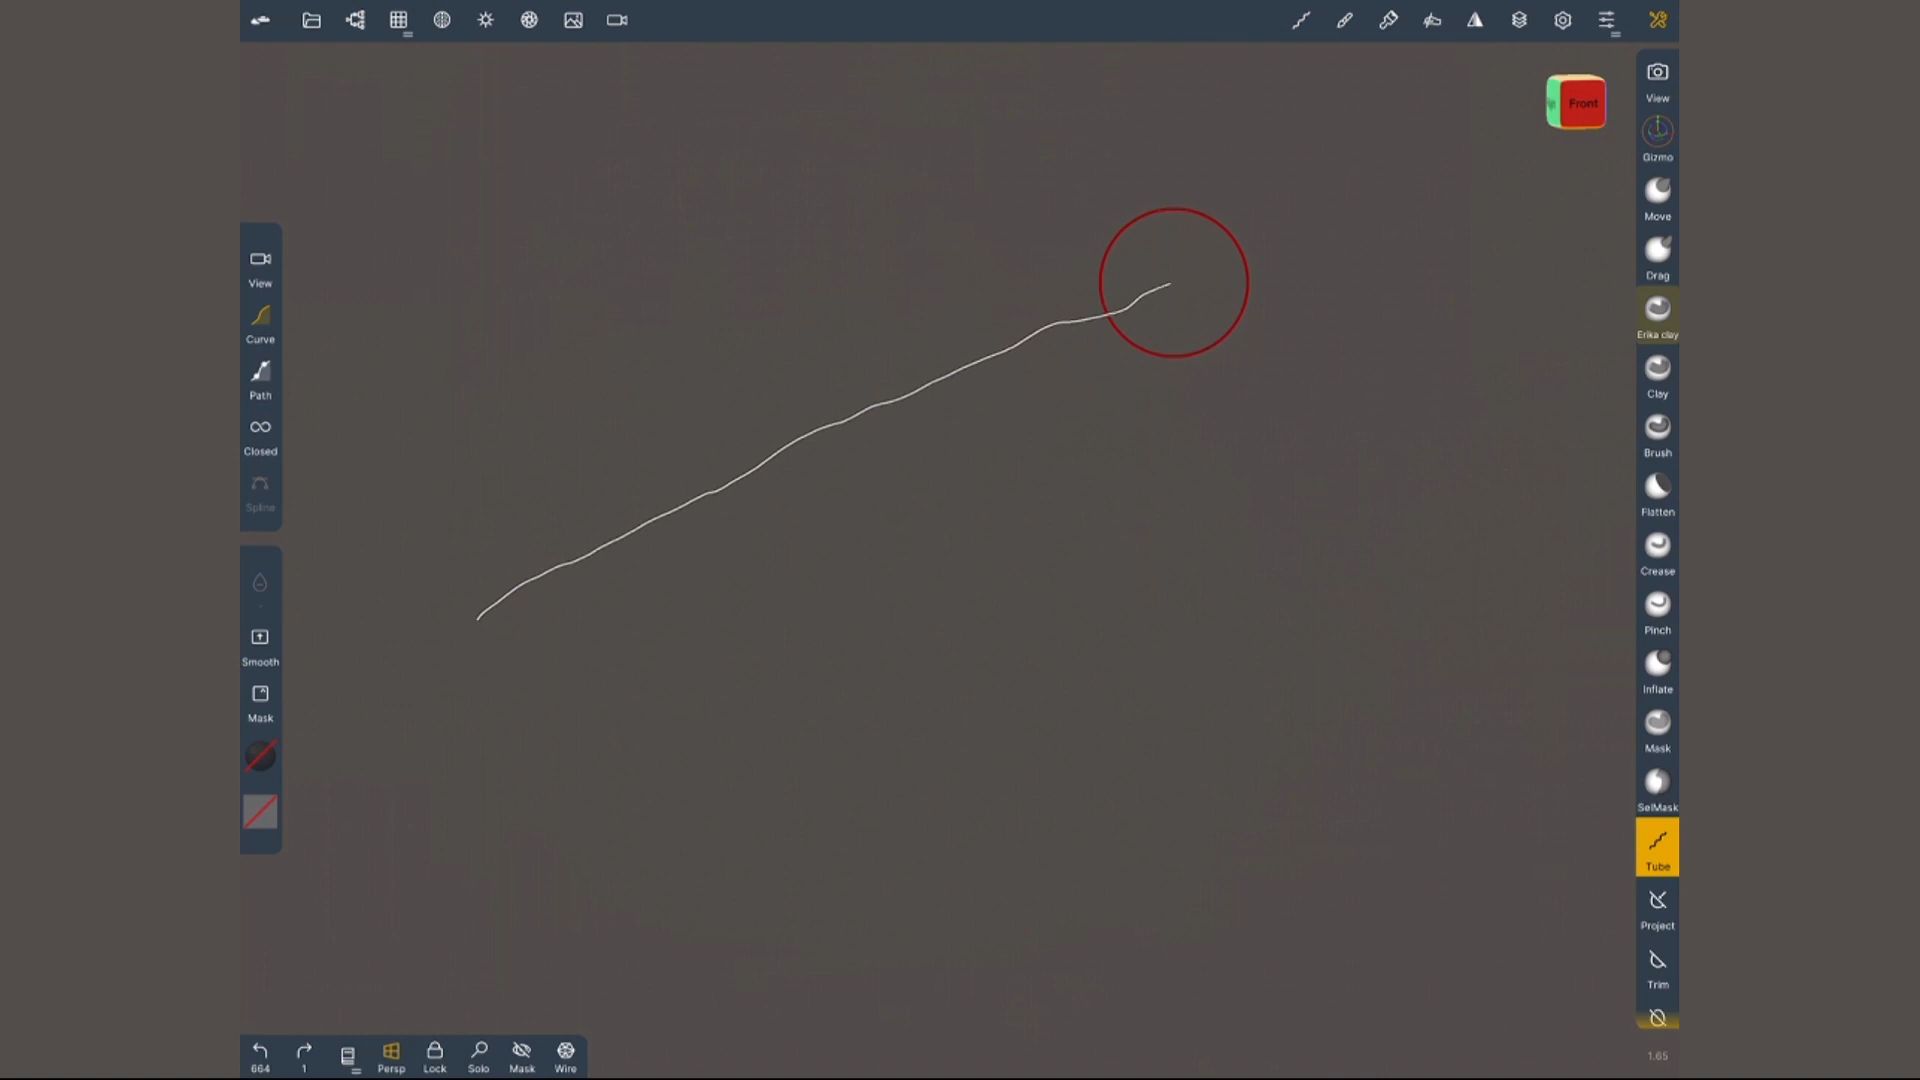 Front
View
Gizmo
Move
Drag
Erika clay
Clay
Brush
Flatten
Crease
Pinch
Inflate
Mask
SelMask
Tube
Project
Trim
View
Curve
Path
Closed
Spline
Smooth
Mask
664
1
Persp
Lock
Solo
Mask
Wire
1.65